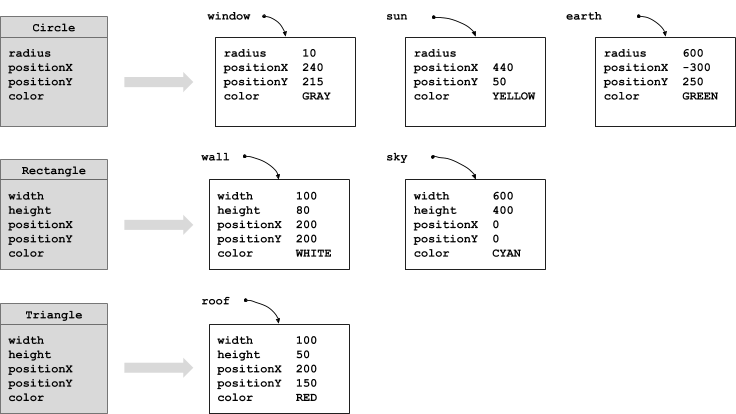 Circle
radius
positionX
positionY
color
window
radius 10
positionX 240
positionY 215
color GRAY
sun
radius
positionX 440
positionY 50
color YELLOW
earth
radius 600
positionX -300
positionY 250
color GREEN
Rectangle
width
height
positionX
positionY
color
wall
width 100
height 80
positionX 200
positionY 200
color WHITE
sky
width 600
height 400
positionX 0
positionY 0
color CYAN
Triangle
width
height
positionX
positionY
color
roof
width 100
height 50
positionX 200
positionY 150
color RED